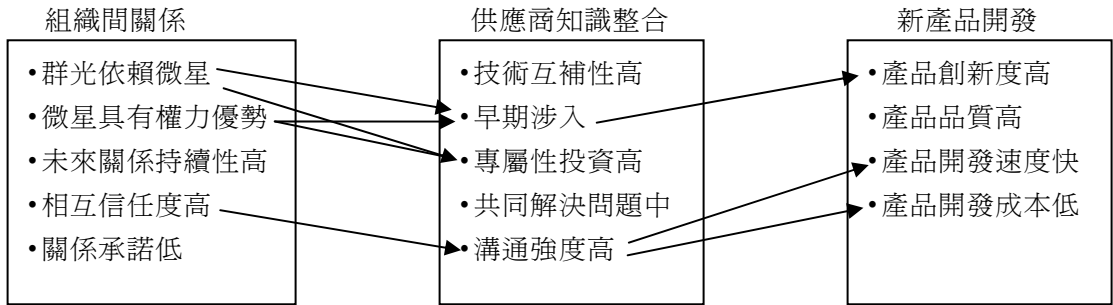 組織間關係
•群光依賴微星
•微星具有權力優勢
•未來關係持續性高
•相互信任度高
•關係承諾低
供應商知識整合
•技術互補性高
•早期涉入
•專屬性投資高
•共同解決問題中
•溝通強度高
新產品開發
•產品創新度高
•產品品質高
•產品開發速度快
•產品開發成本低